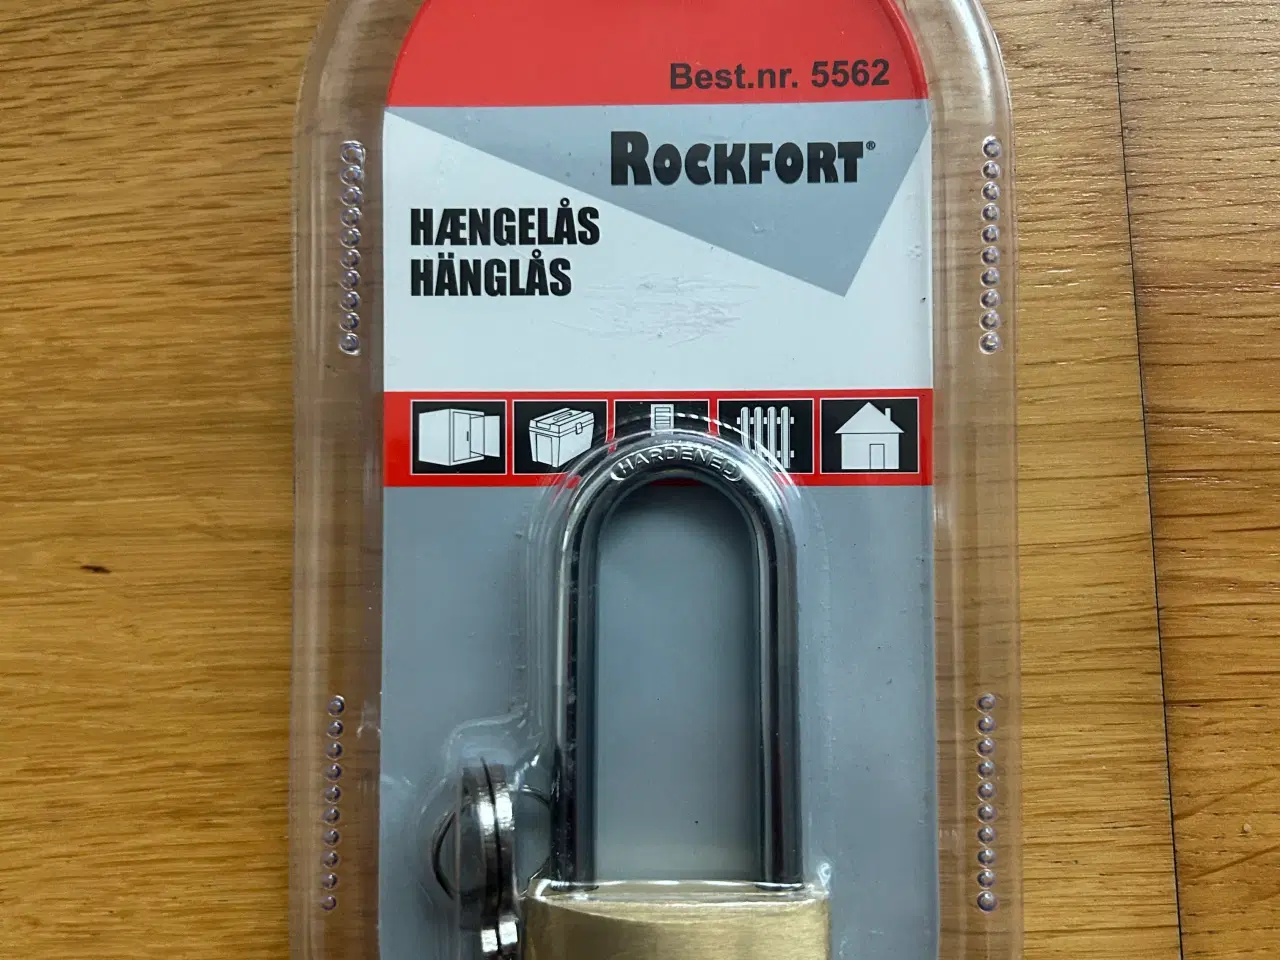 Best.nr. 5562
ROCKFORT®
HÆNGELÅS
HÄNGLÅS
HARDENED